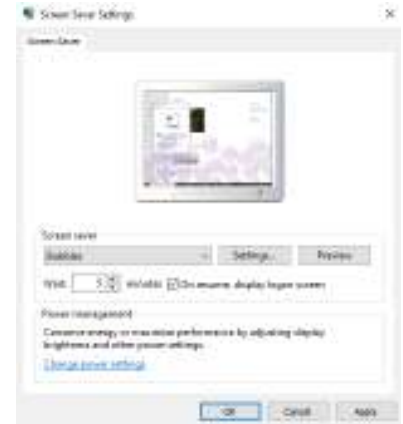 Screen Saver Settings
Screen Saver
Screen saver
Bubbles
Settings...
Preview
Wait: 5 minutes On resume, display logon screen
Power management
Conserve energy or maximize performance by adjusting display
brightness and other power settings.
Change power settings
OK
Cancel
Apply